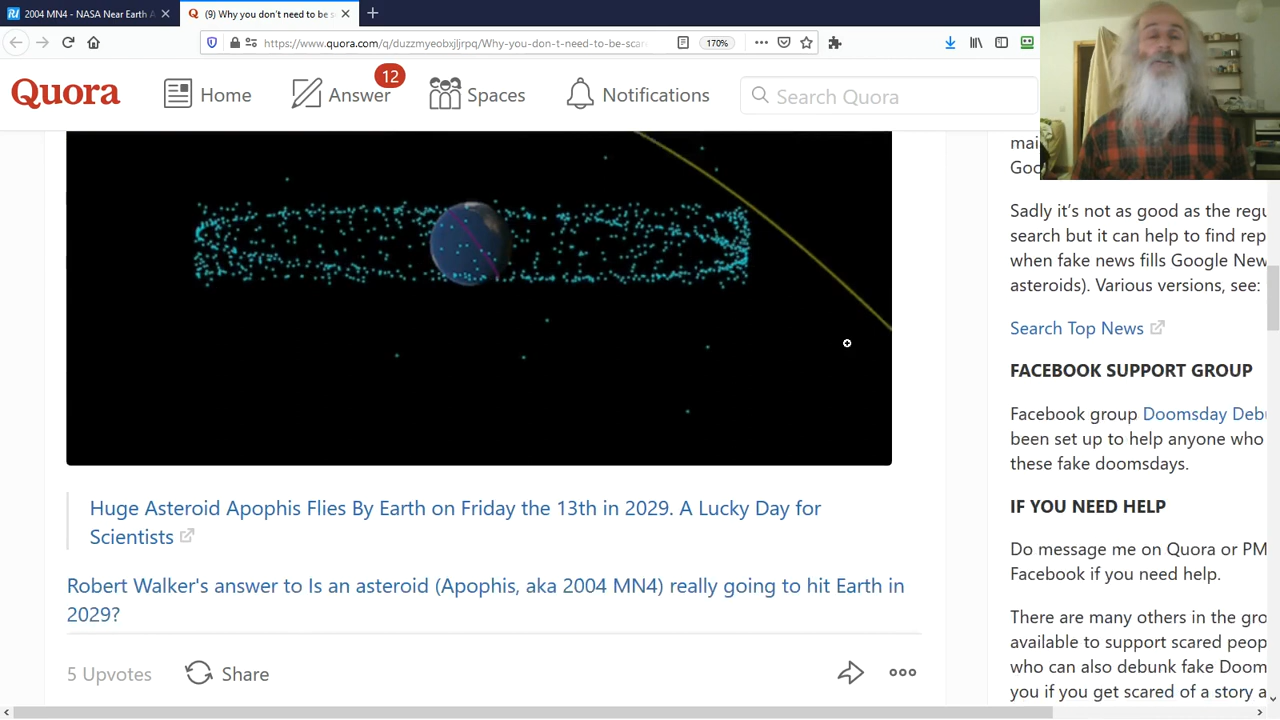 2004 MN4 - NASA Near Earth A
(9) Why you don't need to be s
https://www.quora.com/q/duzzmyeobxjljrpq/Why-you-don-t-need-to-be-scar
170%
Quora
Home
Answer
12
Spaces
Notifications
Search Quora
mai
Goo
Sadly it's not as good as the regu
search but it can help to find rep
when fake news fills Google New
asteroids). Various versions, see:
Search Top News
FACEBOOK SUPPORT GROUP
Facebook group Doomsday Debu
been set up to help anyone who
these fake doomsdays.
IF YOU NEED HELP
Do message me on Quora or PM
Facebook if you need help.
There are many others in the gro
available to support scared peop
who can also debunk fake Doom
you if you get scared of a story a
Huge Asteroid Apophis Flies By Earth on Friday the 13th in 2029. A Lucky Day for
Scientists
Robert Walker's answer to Is an asteroid (Apophis, aka 2004 MN4) really going to hit Earth in
2029?
5 Upvotes
Share